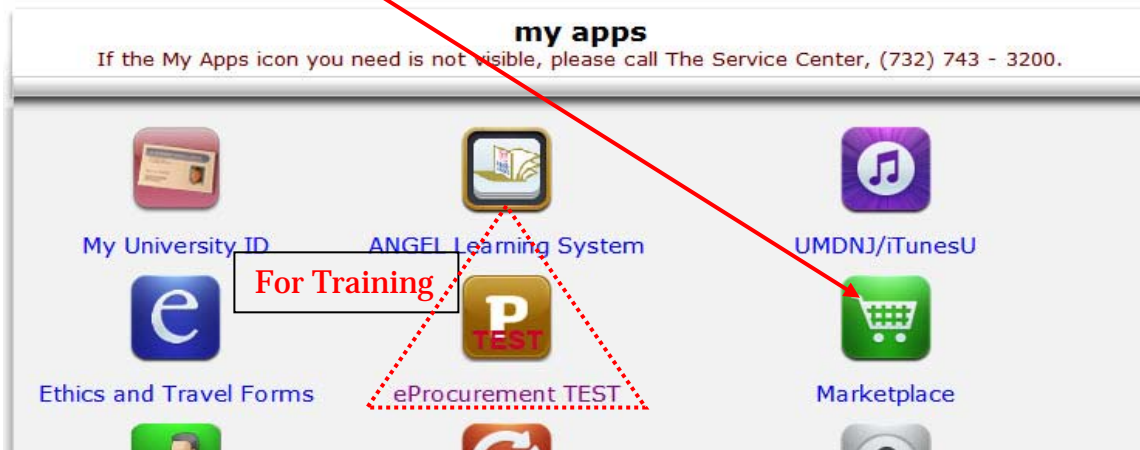 my apps
If the My Apps icon you need is not visible, please call The Service Center, (732) 743 - 3200.
My University ID
ANGEL Learning System
UMDNJ/iTunesU
For Training
e
P
TEST
Ethics and Travel Forms
eProcurement TEST
Marketplace